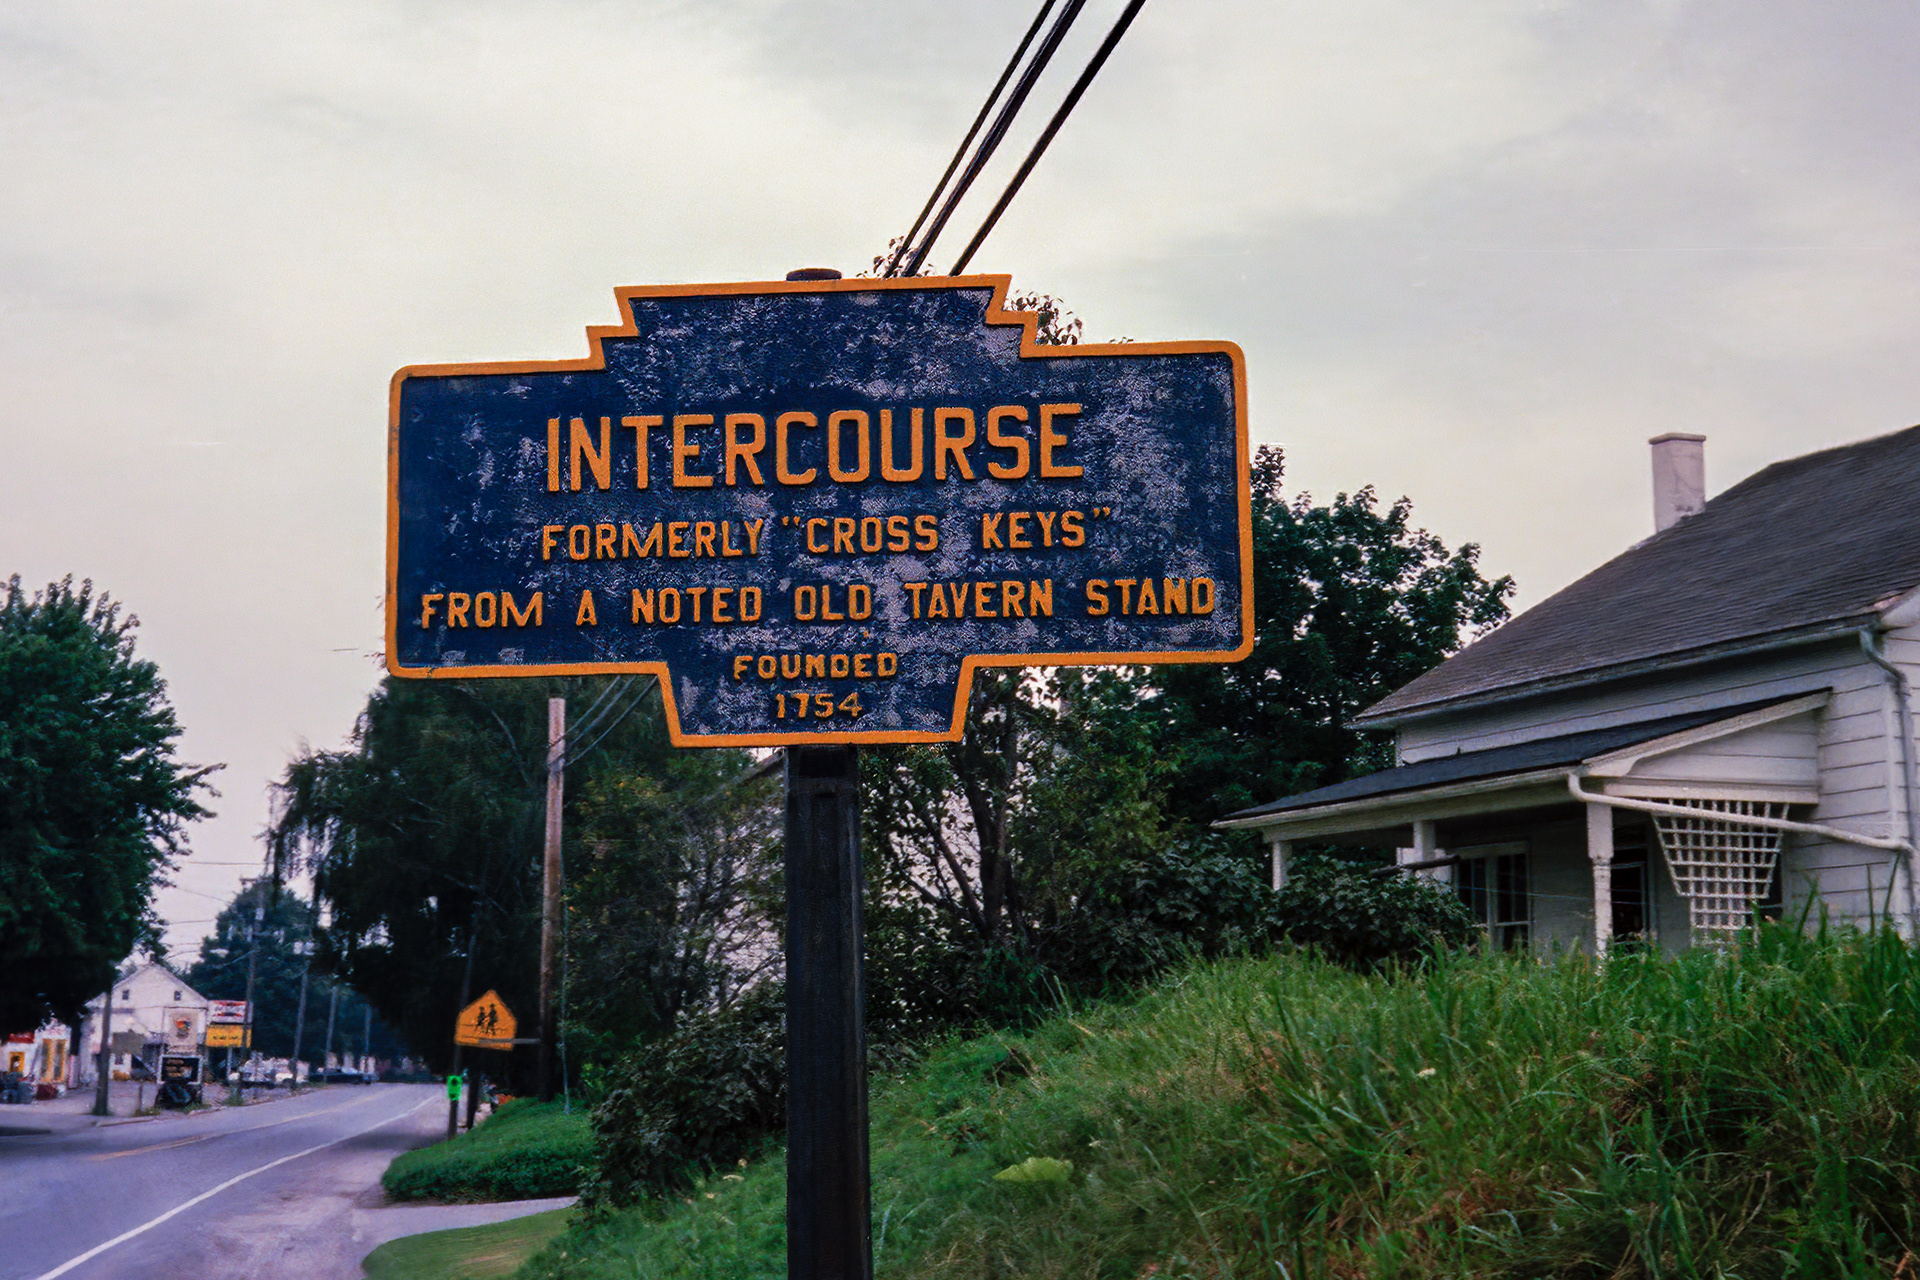 INTERCOURSE
FORMERLY "CROSS KEYS"
FROM A NOTED OLD TAVERN STAND
FOUNDED
1754